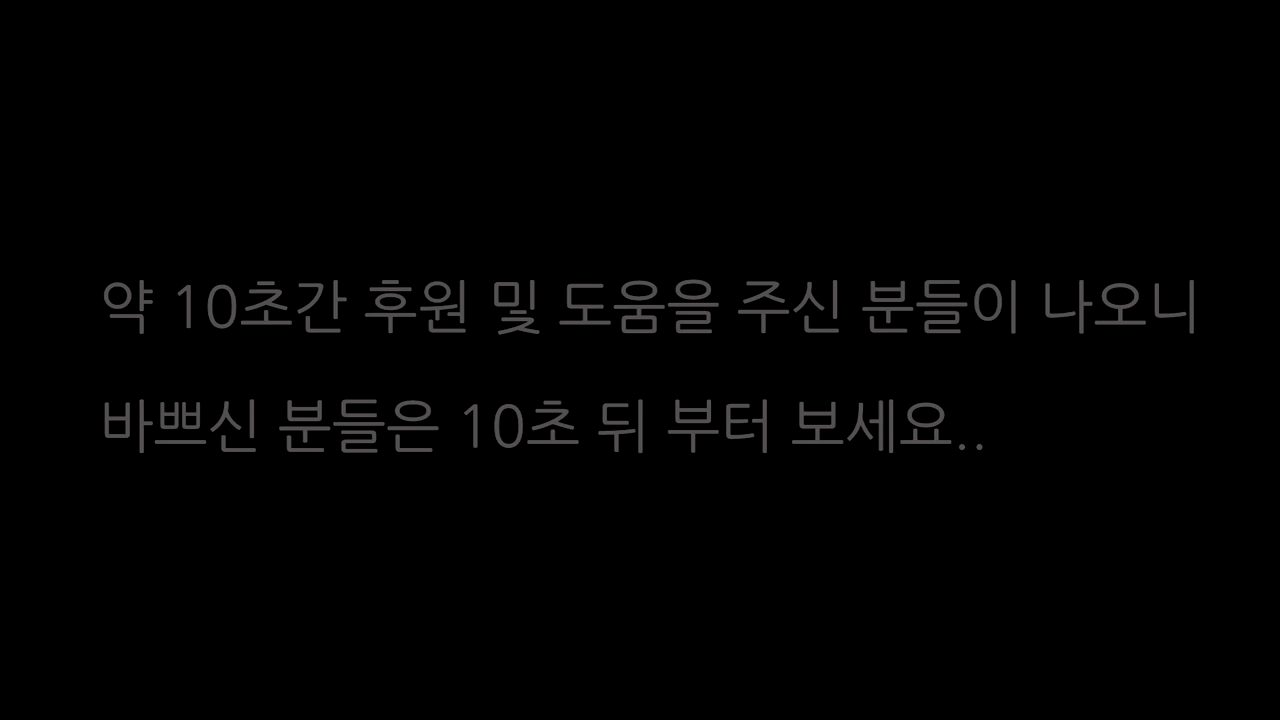 약 10초간 후원 및 도움을 주신 분들이 나오니
바쁘신 분들은 10초 뒤 부터 보세요..